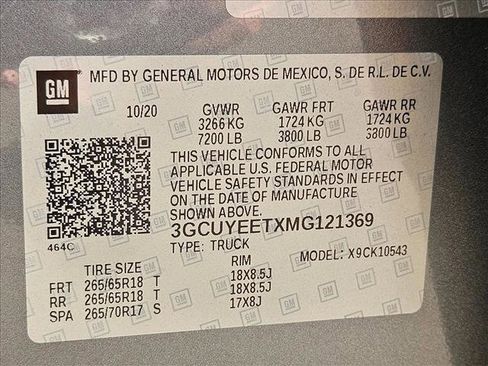 GM MFD BY GENERAL MOTORS DE MEXICO, S. DE R.L. DE C.V.
10/20 GVWR GAWR FRT GAWR RR
3266 KG 1724 KG 1724 KG
7200 LB 3800 LB 3800 LB
THIS VEHICLE CONFORMS TO ALL
APPLICABLE U.S. FEDERAL MOTOR
VEHICLE SAFETY STANDARDS IN EFFECT
ON THE DATE OF MANUFACTURE
SHOWN ABOVE.
3GCUYEETXMG121369
464C TYPE: TRUCK MODEL: X9CK10543
TIRE SIZE RIM
FRT 265/65R18 T 18X8.5J
RR 265/65R18 T 18X8.5J
SPA 265/70R17 S 17X8J